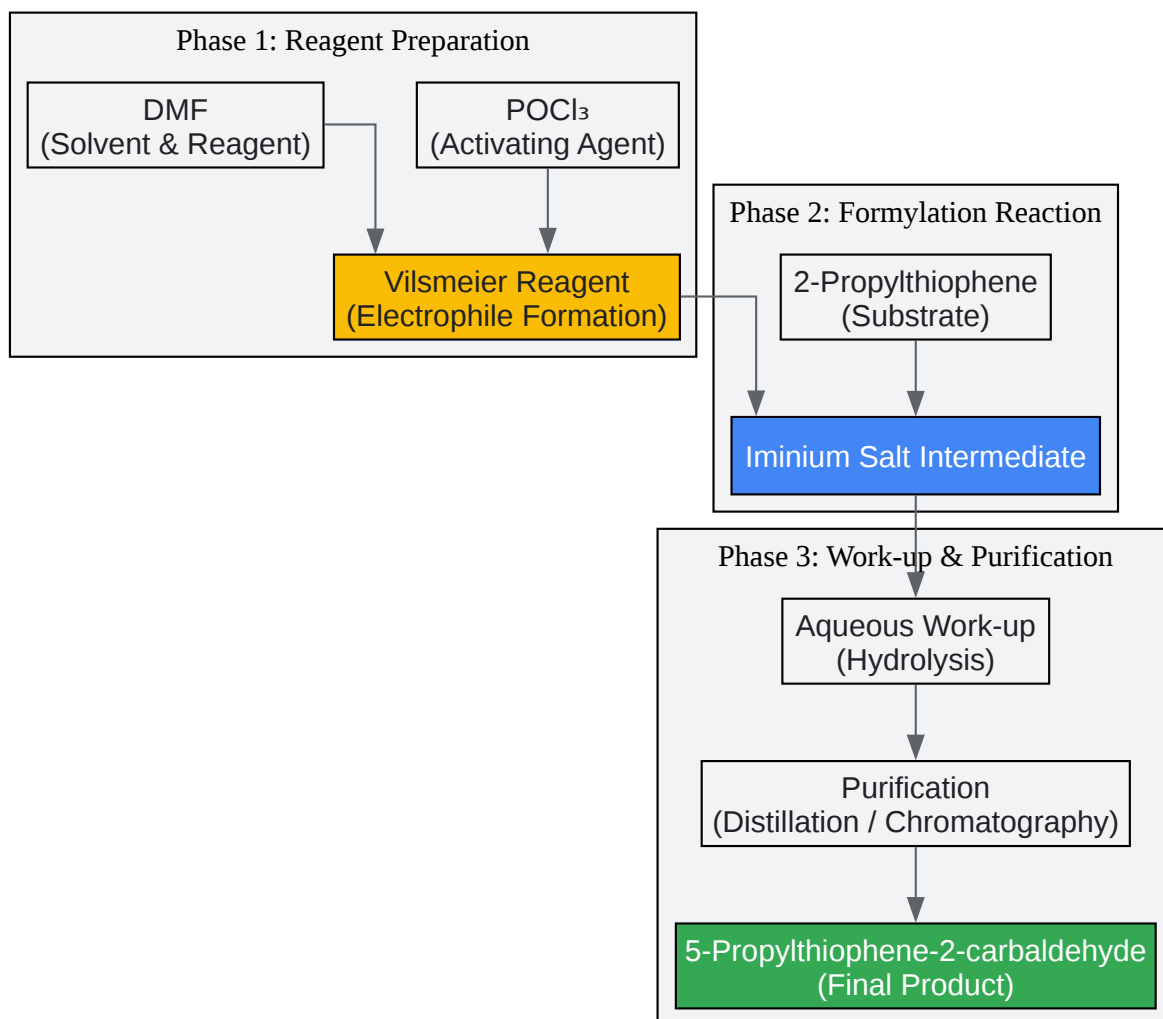 Phase 1: Reagent Preparation
DMF
(Solvent & Reagent)
POCl₃
(Activating Agent)
Vilsmeier Reagent
(Electrophile Formation)
Phase 2: Formylation Reaction
2-Propylthiophene
(Substrate)
Iminium Salt Intermediate
Phase 3: Work-up & Purification
Aqueous Work-up
(Hydrolysis)
Purification
(Distillation / Chromatography)
5-Propylthiophene-2-carbaldehyde
(Final Product)